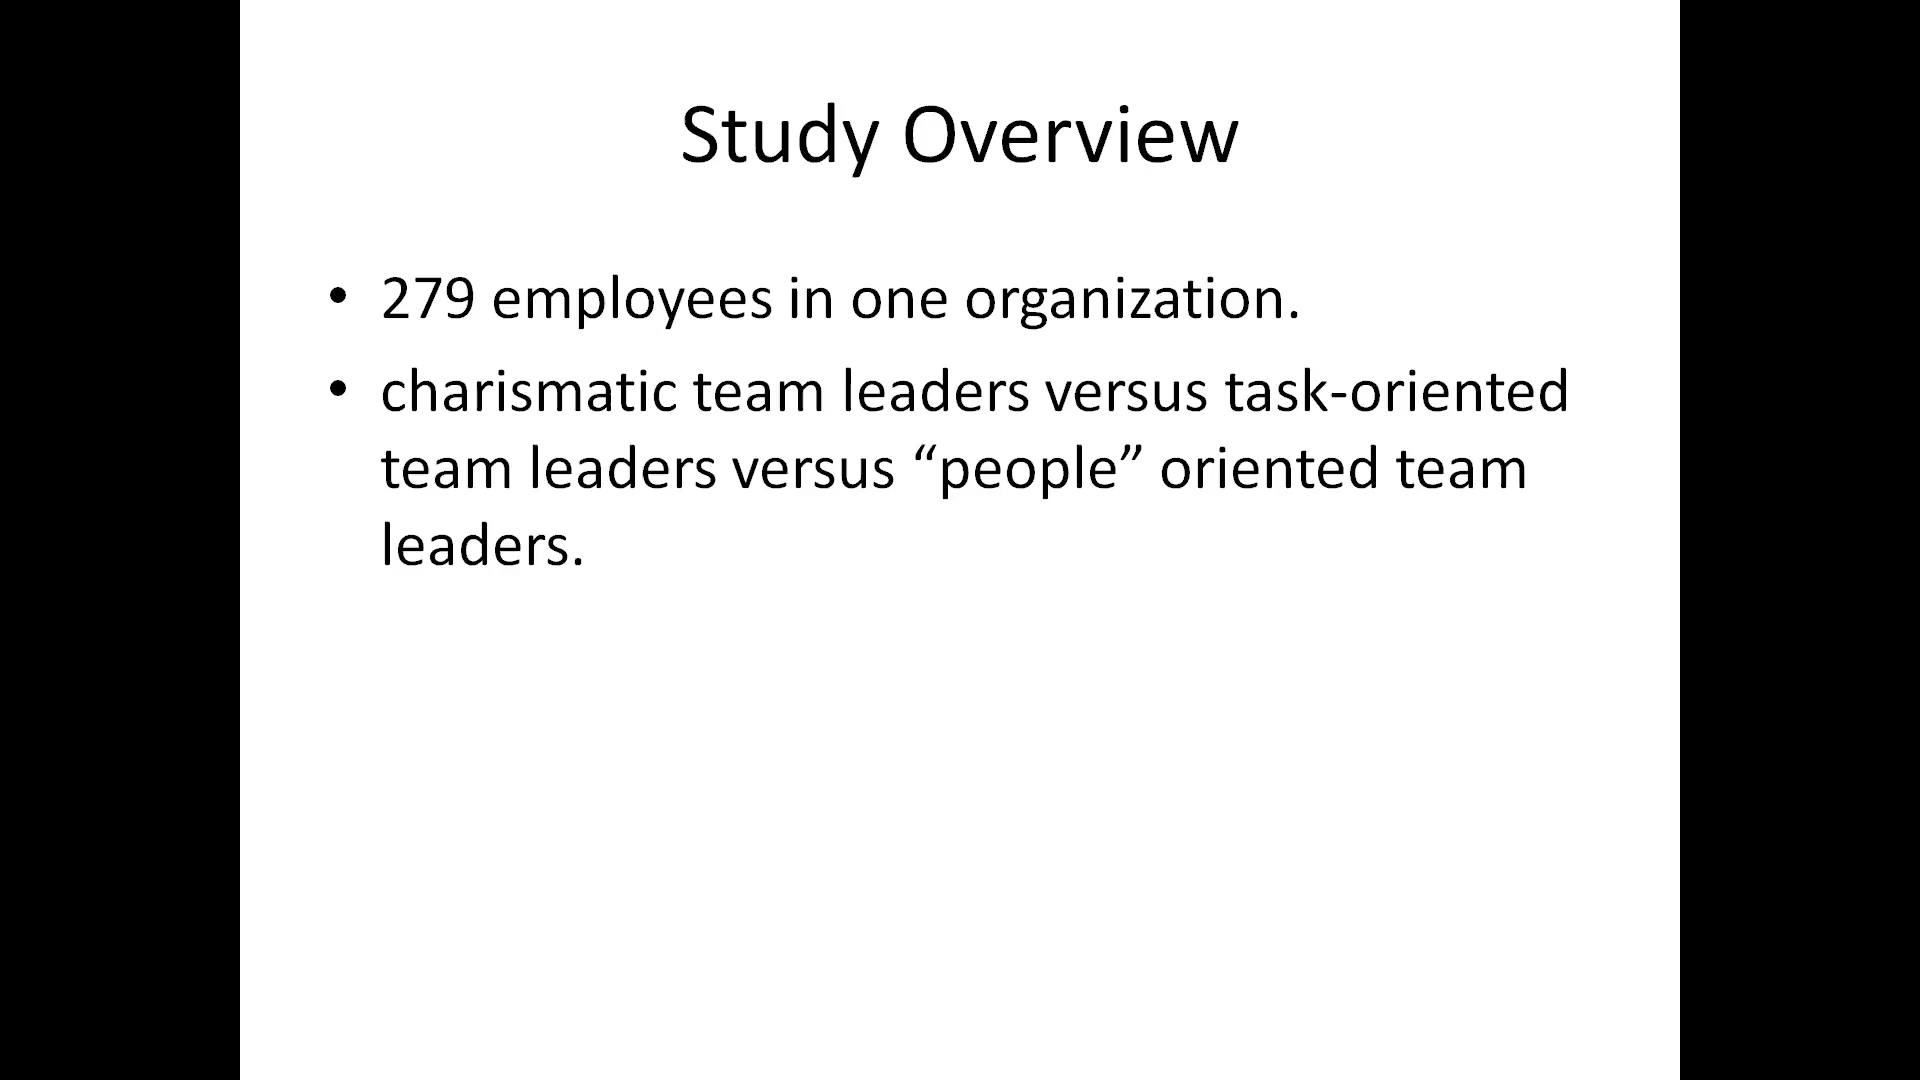 Study Overview
• 279 employees in one organization.
• charismatic team leaders versus task-oriented
team leaders versus “people” oriented team
leaders.